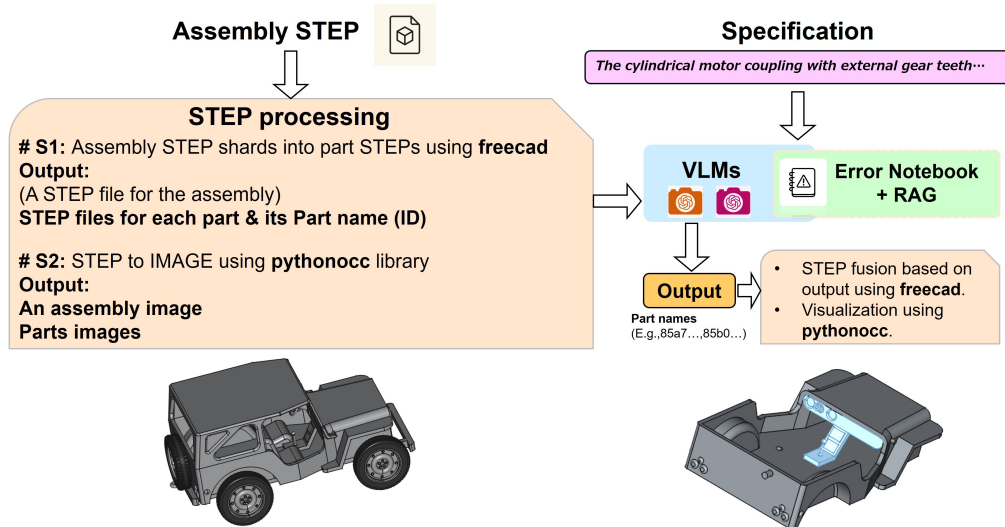 Assembly STEP
STEP processing
# S1: Assembly STEP shards into part STEPs using freecad
Output:
(A STEP file for the assembly)
STEP files for each part & its Part name (ID)
# S2: STEP to IMAGE using pythonocc library
Output:
An assembly image
Parts images
Specification
The cylindrical motor coupling with external gear teeth⋯
VLMs
Error Notebook
+ RAG
Output
Part names
(E.g.,85a7…,85b0…)
• STEP fusion based on
output using freecad.
• Visualization using
pythonocc.